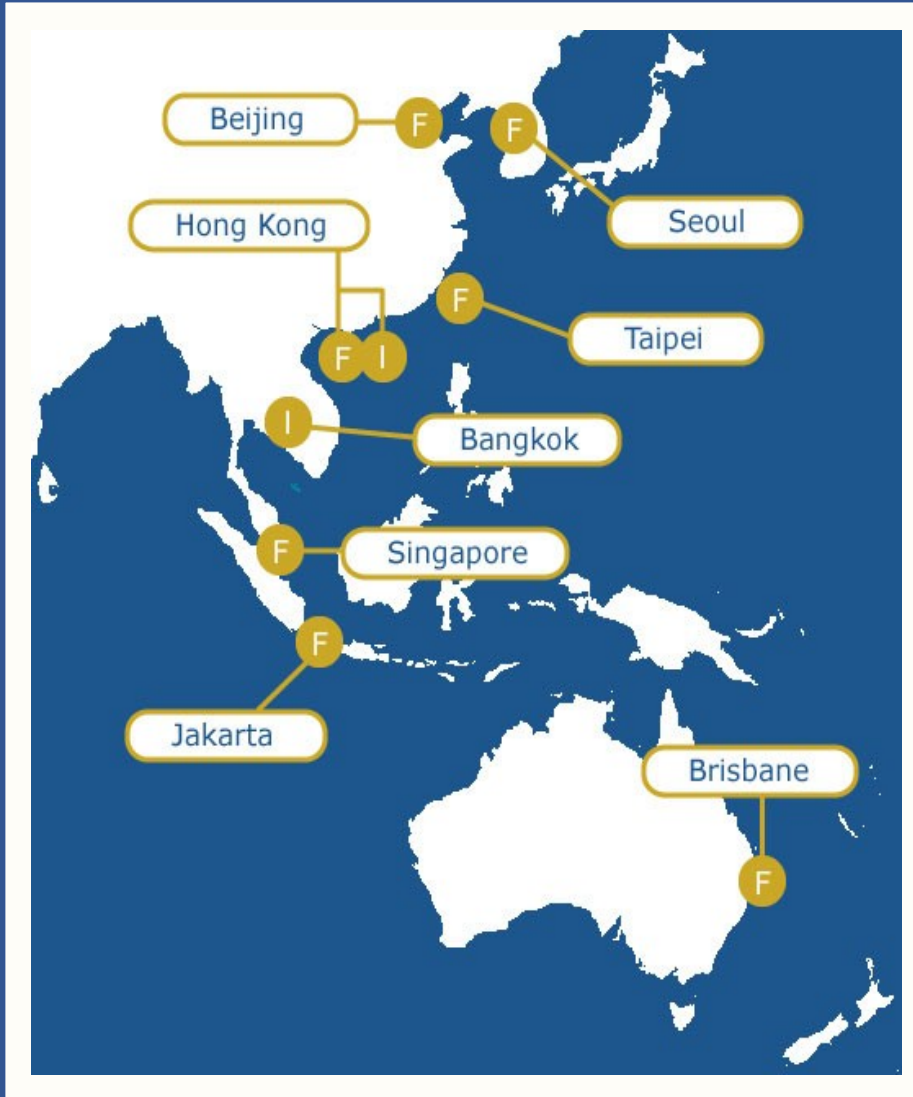 Beijing
F
F
Seoul
Hong Kong
F
Taipei
F
I
I
Bangkok
F
Singapore
F
Jakarta
Brisbane
F